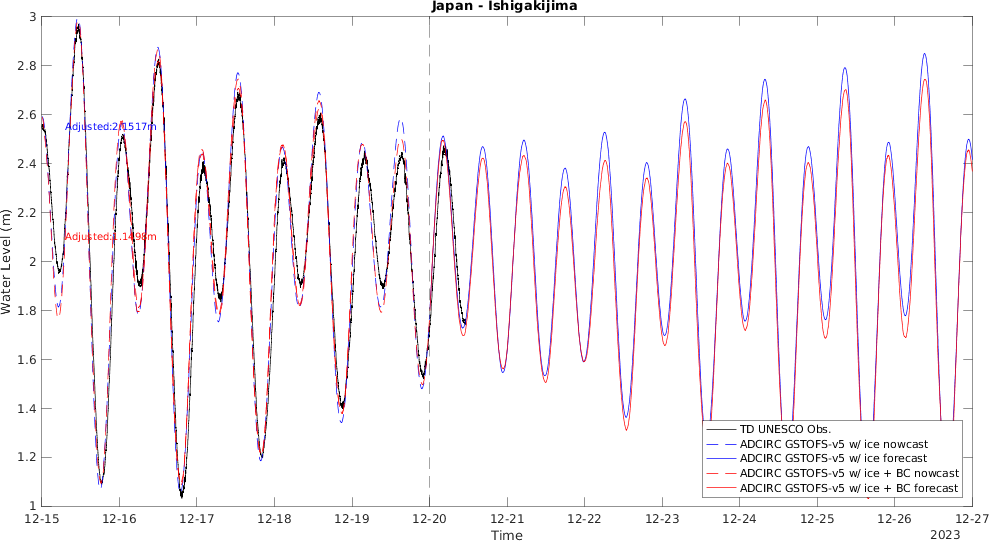 Japan - Ishigakijima
3
2.8
2.6
2.4
2.2
2
1.8
1.6
1.4
1.2
1
Water Level (m)
Adjusted:2.1517m
Adjusted:1.1498m
TD UNESCO Obs.
ADCIRC GSTOFS-v5 w/ ice nowcast
ADCIRC GSTOFS-v5 w/ ice forecast
ADCIRC GSTOFS-v5 w/ ice + BC nowcast
ADCIRC GSTOFS-v5 w/ ice + BC forecast
12-15 12-16 12-17 12-18 12-19 12-20 12-21 12-22 12-23 12-24 12-25 12-26 12-27
Time
2023